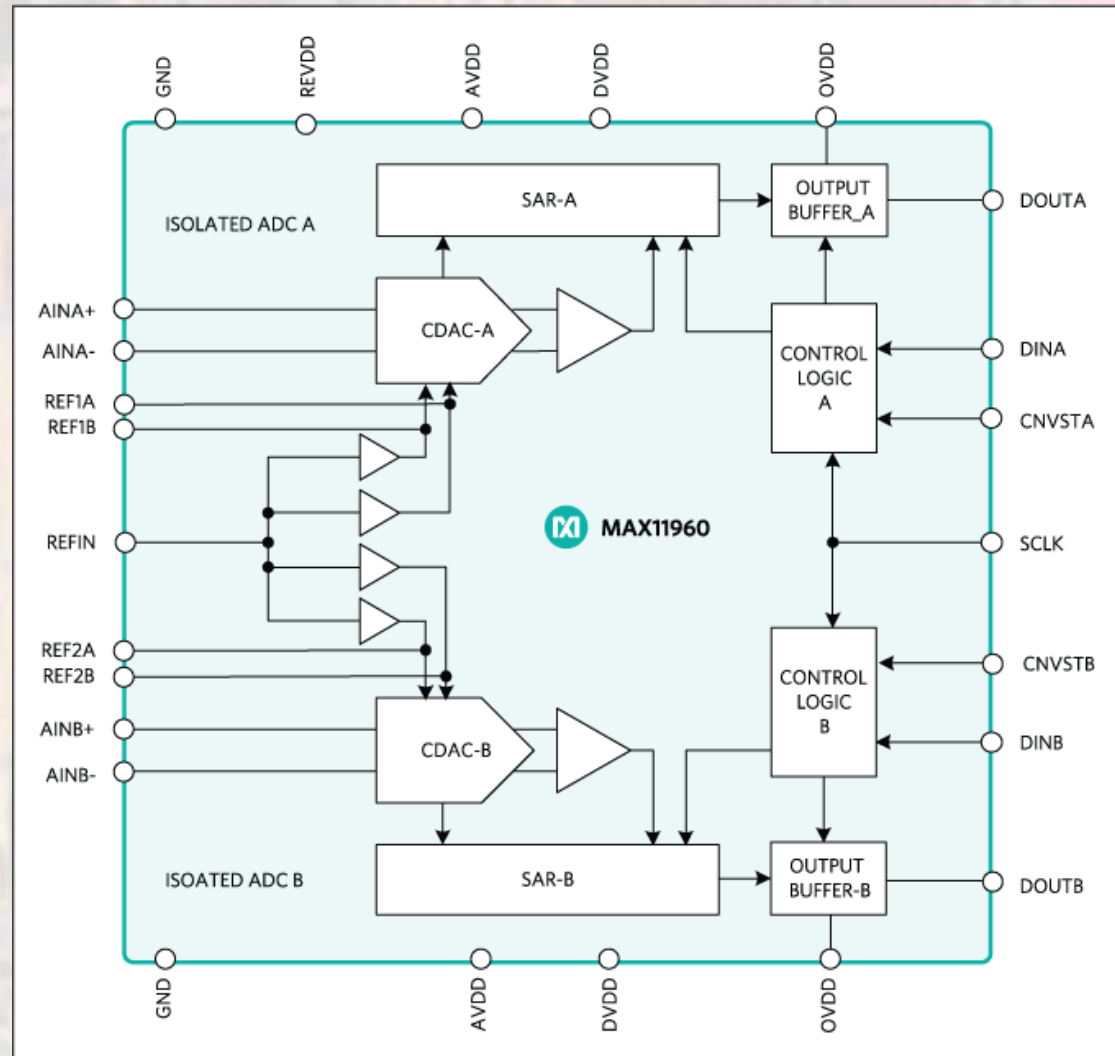 GND
REVDD
AVDD
DVDD
OVDD
ISOLATED ADC A
SAR-A
OUTPUT
BUFFER_A
DOUTA
AINA+
AINA-
CDAC-A
REF1A
REF1B
CONTROL
LOGIC
A
DINA
CNVSTA
REFIN
MAX11960
SCLK
REF2A
REF2B
AINB+
AINB-
CDAC-B
CONTROL
LOGIC
B
CNVSTB
DINB
ISOATED ADC B
SAR-B
OUTPUT
BUFFER-B
DOUTB
GND
AVDD
DVDD
OVDD